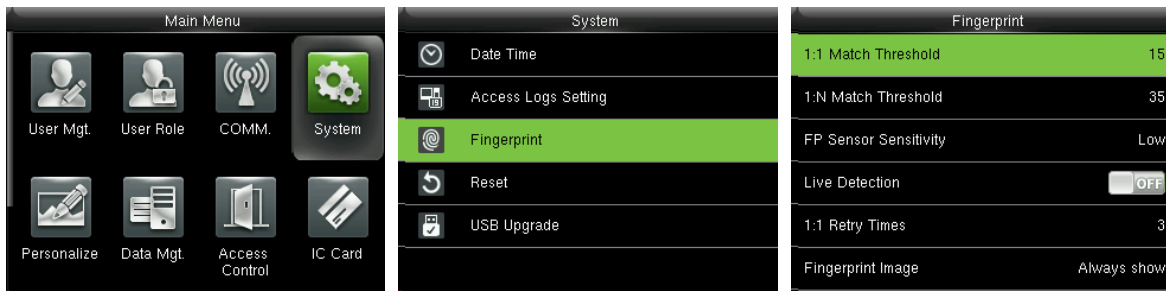 Main Menu
User Mgt.
User Role
COMM.
System
Personalize
Data Mgt.
Access
Control
IC Card
System
Date Time
Access Logs Setting
Fingerprint
Reset
USB Upgrade
Fingerprint
1:1 Match Threshold 15
1:N Match Threshold 35
FP Sensor Sensitivity Low
Live Detection OFF
1:1 Retry Times 3
Fingerprint Image Always show